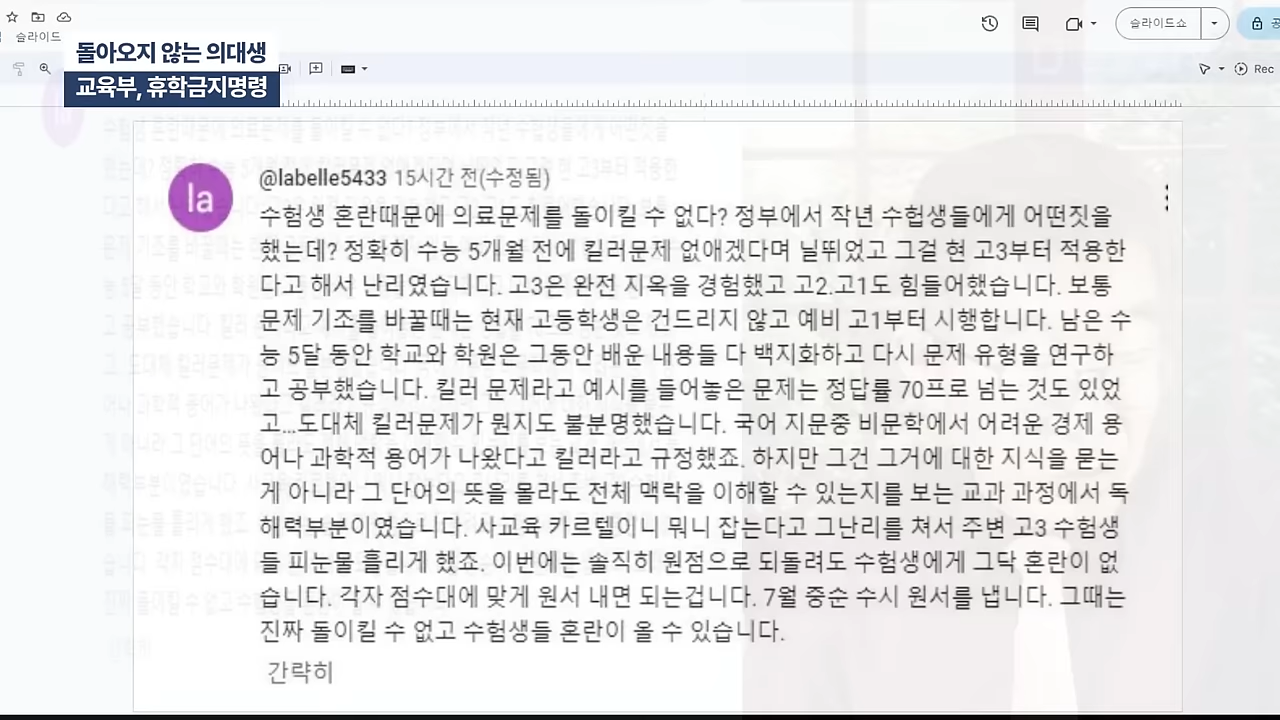 슬라이드
슬라이드쇼
돌아오지 않는 의대생
교육부, 휴학금지명령
Rec
@labelle5433 15시간 전(수정됨)
수험생 혼란때문에 의료문제를 돌이킬 수 없다? 정부에서 작년 수험생들에게 어떤짓을
했는데? 정확히 수능 5개월 전에 킬러문제 없애겠다며 닐뛰었고 그걸 현 고3부터 적용한
다고 해서 난리였습니다. 고3은 완전 지옥을 경험했고 고2.고1도 힘들어했습니다. 보통
문제 기조를 바꿀때는 현재 고등학생은 건드리지 않고 예비 고1부터 시행합니다. 남은 수
능 5달 동안 학교와 학원은 그동안 배운 내용들 다 백지화하고 다시 문제 유형을 연구하
고 공부했습니다. 킬러 문제라고 예시를 들어놓은 문제는 정답률 70프로 넘는 것도 있었
고...도대체 킬러문제가 뭔지도 불분명했습니다. 국어 지문중 비문학에서 어려운 경제 용
어나 과학적 용어가 나왔다고 킬러라고 규정했죠. 하지만 그건 그거에 대한 지식을 묻는
게 아니라 그 단어의 뜻을 몰라도 전체 맥락을 이해할 수 있는지를 보는 교과 과정에서 독
해력부분이였습니다. 사교육 카르텔이니 뭐니 잡는다고 그난리를 쳐서 주변 고3 수험생
들 피눈물 흘리게 했죠. 이번에는 솔직히 원점으로 되돌려도 수험생에게 그닥 혼란이 없
습니다. 각자 점수대에 맞게 원서 내면 되는겁니다. 7월 중순 수시 원서를 냅니다. 그때는
진짜 돌이킬 수 없고 수험생들 혼란이 올 수 있습니다.
간략히